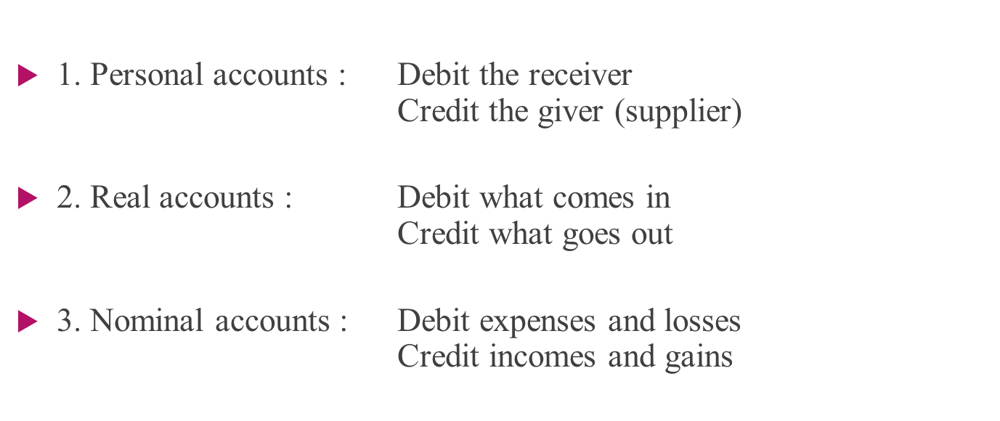 1. Personal accounts : Debit the receiver
Credit the giver (supplier)
2. Real accounts : Debit what comes in
Credit what goes out
3. Nominal accounts : Debit expenses and losses
Credit incomes and gains